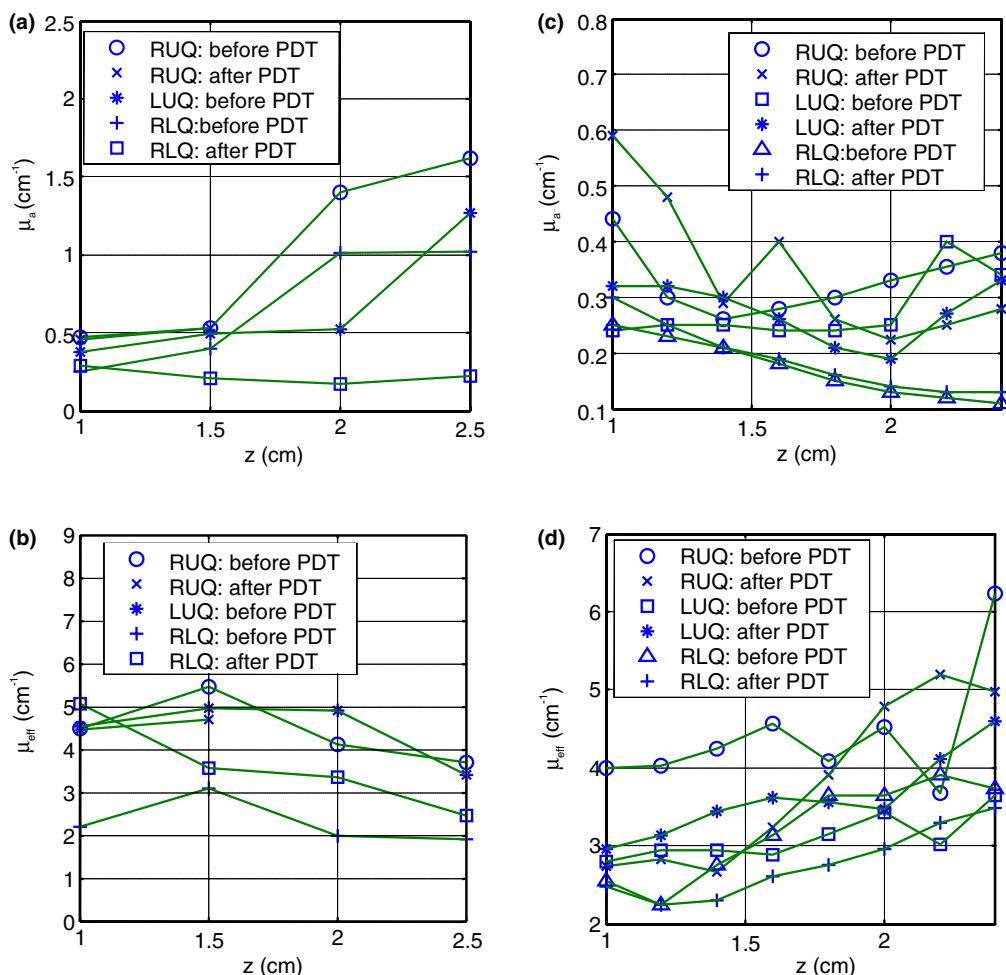 (a)
2.5
2
1.5
1
0.5
0
μa (cm-1)
RUQ: before PDT
RUQ: after PDT
LUQ: before PDT
RLQ:before PDT
RLQ: after PDT
1
1.5
2
2.5
z (cm)
(c)
0.8
0.7
0.6
0.5
0.4
0.3
0.2
0.1
μa (cm-1)
RUQ: before PDT
RUQ: after PDT
LUQ: before PDT
LUQ: after PDT
RLQ:before PDT
RLQ: after PDT
1
1.5
2
z (cm)
(b)
9
8
7
6
5
4
3
2
1
0
μeff (cm-1)
RUQ: before PDT
RUQ: after PDT
LUQ: before PDT
RLQ: before PDT
RLQ: after PDT
1
1.5
2
2.5
z (cm)
(d)
7
6
5
4
3
2
μeff (cm-1)
RUQ: before PDT
RUQ: after PDT
LUQ: before PDT
LUQ: after PDT
RLQ: before PDT
RLQ: after PDT
1
1.5
2
z (cm)